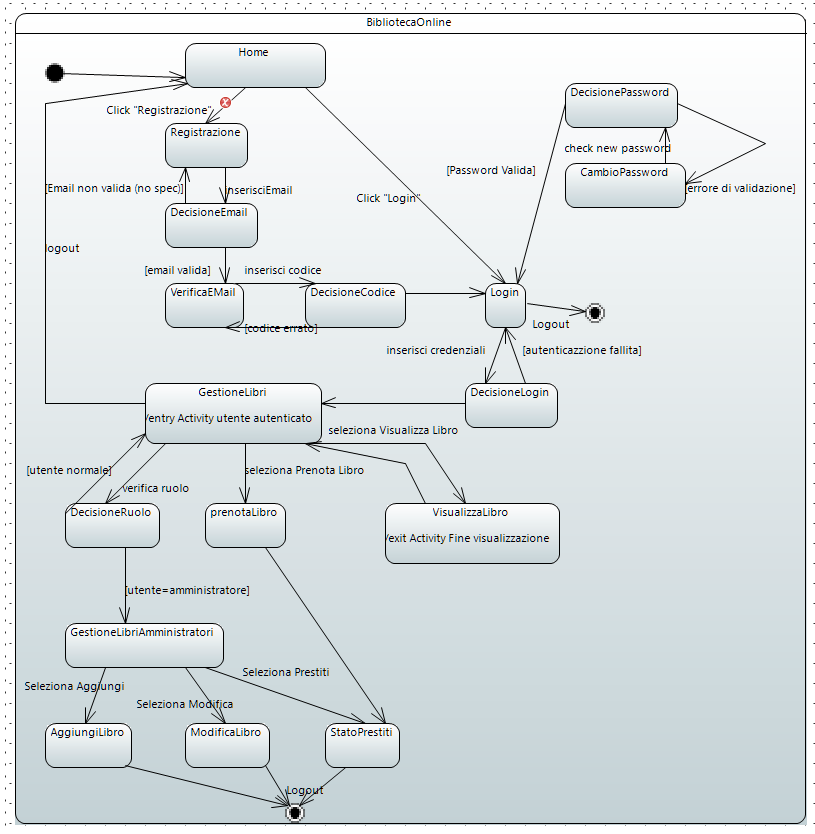 BibliotecaOnline
Home
DecisionePassword
Click "Registrazione"
Registrazione
check new password
[Password Valida]
CambioPassword
[Email non valida (no spec)]
inserisciEmail
errore di validazione]
Click "Login"
DecisioneEmail
logout
[email valida]
inserisci codice
VerificaEMail
DecisioneCodice
Login
[codice errato]
Logout
inserisci credenziali
[autenticazzione fallita]
GestioneLibri
DecisioneLogin
/entry Activity utente autenticato
seleziona Visualizza Libro
[utente normale]
seleziona Prenota Libro
verifica ruolo
DecisioneRuolo
prenotaLibro
VisualizzaLibro
/exit Activity Fine visualizzazione
[utente=amministratore]
GestioneLibriAmministratori
Seleziona Prestiti
Seleziona Aggiungi
Seleziona Modifica
AggiungiLibro
ModificaLibro
StatoPrestiti
Logout